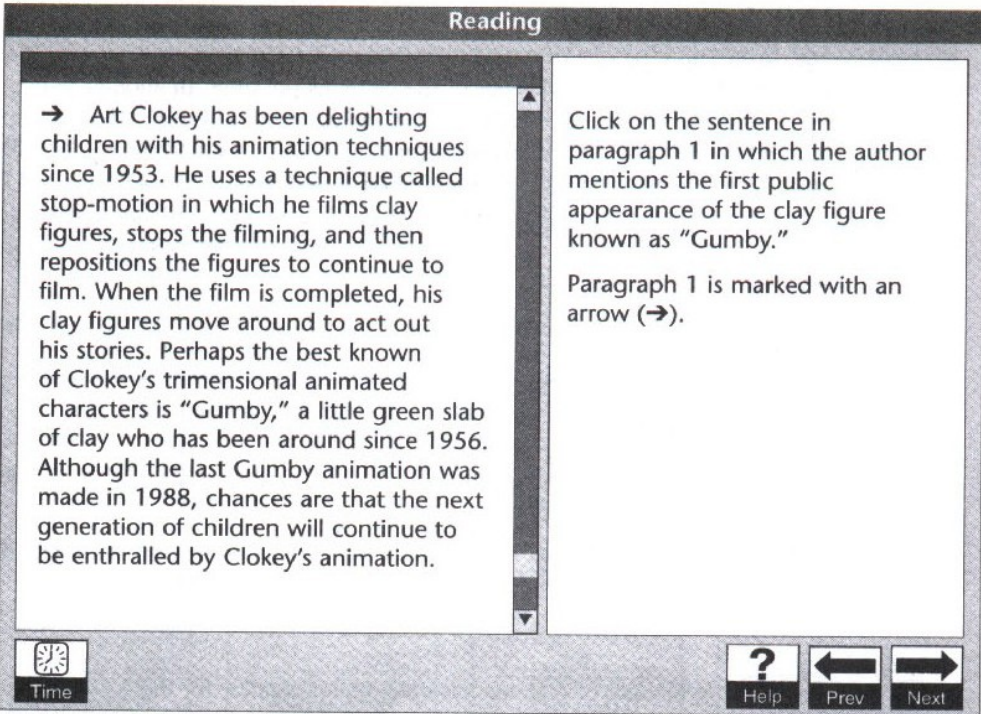 Reading
➔ Art Clokey has been delighting
children with his animation techniques
since 1953. He uses a technique called
stop-motion in which he films clay
figures, stops the filming, and then
repositions the figures to continue to
film. When the film is completed, his
clay figures move around to act out
his stories. Perhaps the best known
of Clokey's trimensional animated
characters is "Gumby," a little green slab
of clay who has been around since 1956.
Although the last Gumby animation was
made in 1988, chances are that the next
generation of children will continue to
be enthralled by Clokey's animation.
Click on the sentence in
paragraph 1 in which the author
mentions the first public
appearance of the clay figure
known as "Gumby."
Paragraph 1 is marked with an
arrow (➔).
Time
?
Help
Prev
Next